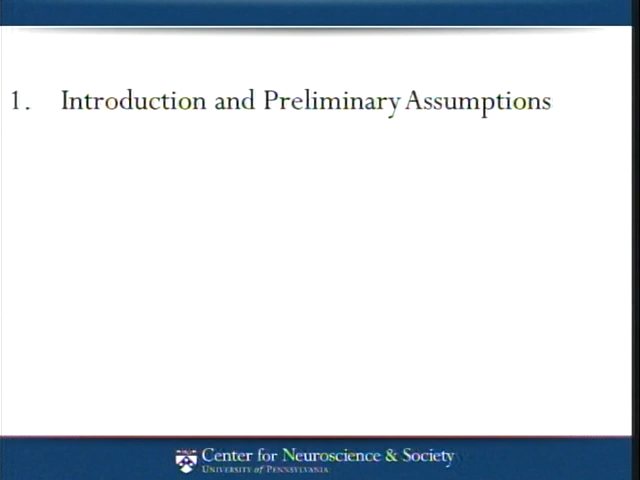 1. Introduction and Preliminary Assumptions
Center for Neuroscience & Society
UNIVERSITY of PENNSYLVANIA